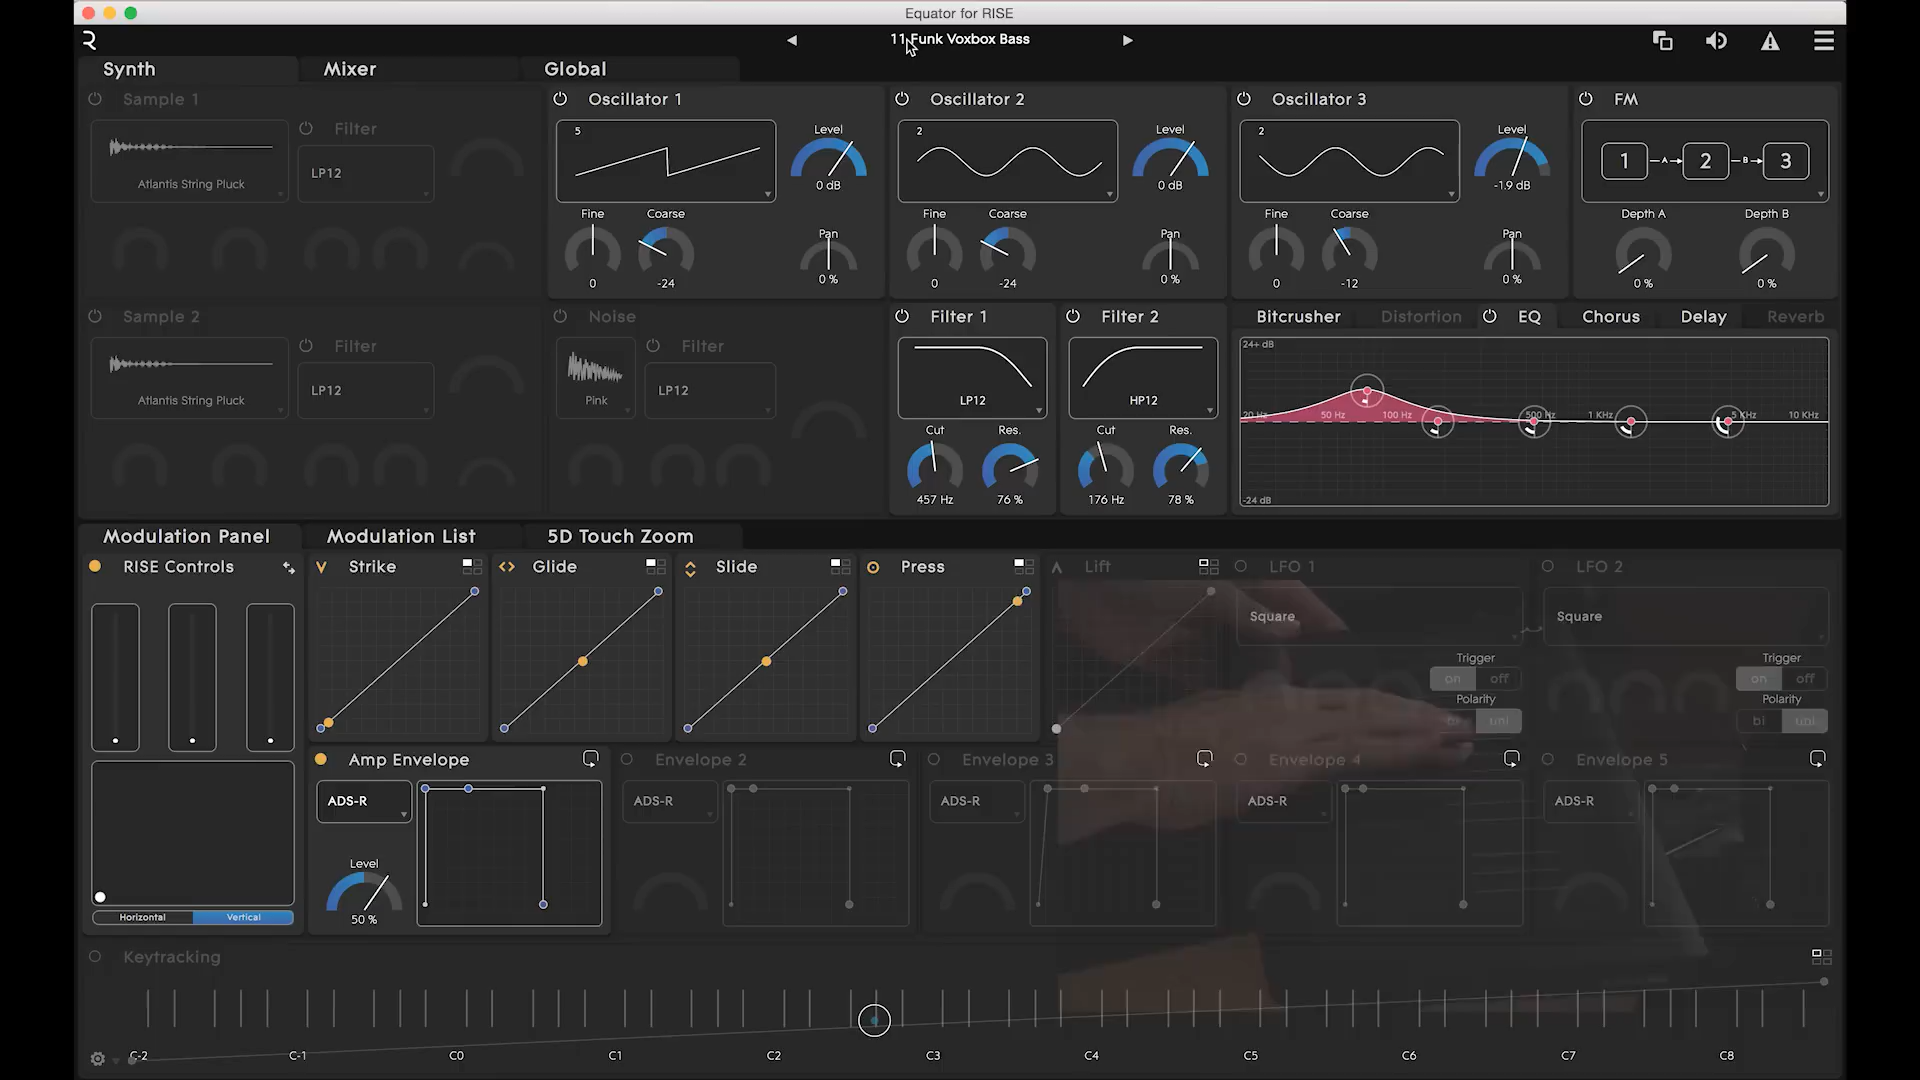 Equator for RISE
11 Funk Voxbox Bass
Synth Mixer Global
Sample 1
Filter
Atlantis String Pluck
LP12
Oscillator 1
5
Level
0 dB
Fine Coarse Pan
0 -24 0 %
Oscillator 2
2
Level
0 dB
Fine Coarse Pan
0 -24 0 %
Oscillator 3
2
Level
-1.9 dB
Fine Coarse Pan
0 -12 0 %
FM
1 A 2 B 3
Depth A Depth B
0 % 0 %
Sample 2
Filter
Atlantis String Pluck
LP12
Noise
Filter
Pink
LP12
Filter 1
LP12
Cut Res.
457 Hz 76 %
Filter 2
HP12
Cut Res.
176 Hz 78 %
Bitcrusher Distortion EQ Chorus Delay Reverb
24+ dB
20 Hz 50 Hz 100 Hz 500 Hz 1 KHz 5 KHz 10 KHz
-24 dB
Modulation Panel Modulation List 5D Touch Zoom
RISE Controls
Horizontal Vertical
Strike Glide Slide Press Lift
LFO 1
Square
Trigger
on off
Polarity
bi uni
LFO 2
Square
Trigger
on off
Polarity
bi uni
Amp Envelope
ADS-R
Level
50 %
Envelope 2
ADS-R
Envelope 3
ADS-R
Envelope 4
ADS-R
Envelope 5
ADS-R
Keytracking
C-2 C-1 C0 C1 C2 C3 C4 C5 C6 C7 C8